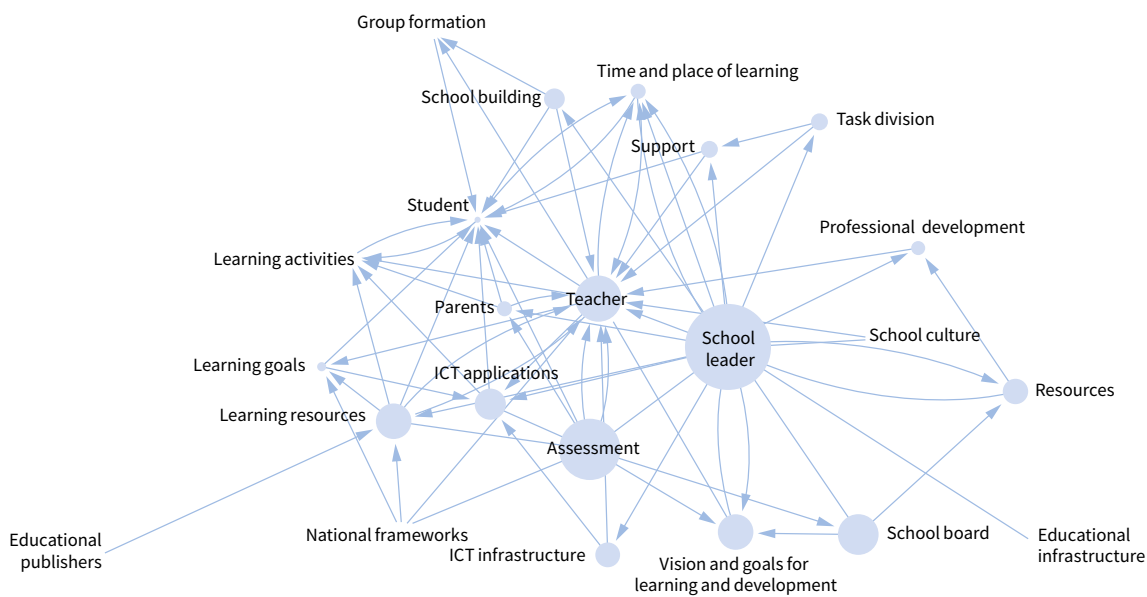 Group formation
Time and place of learning
School building
Task division
Support
Student
Professional development
Learning activities
Teacher
Parents
School
leader
School culture
Learning goals
ICT applications
Resources
Learning resources
Assessment
National frameworks
School board
Educational
publishers
ICT infrastructure
Educational
infrastructure
Vision and goals for
learning and development